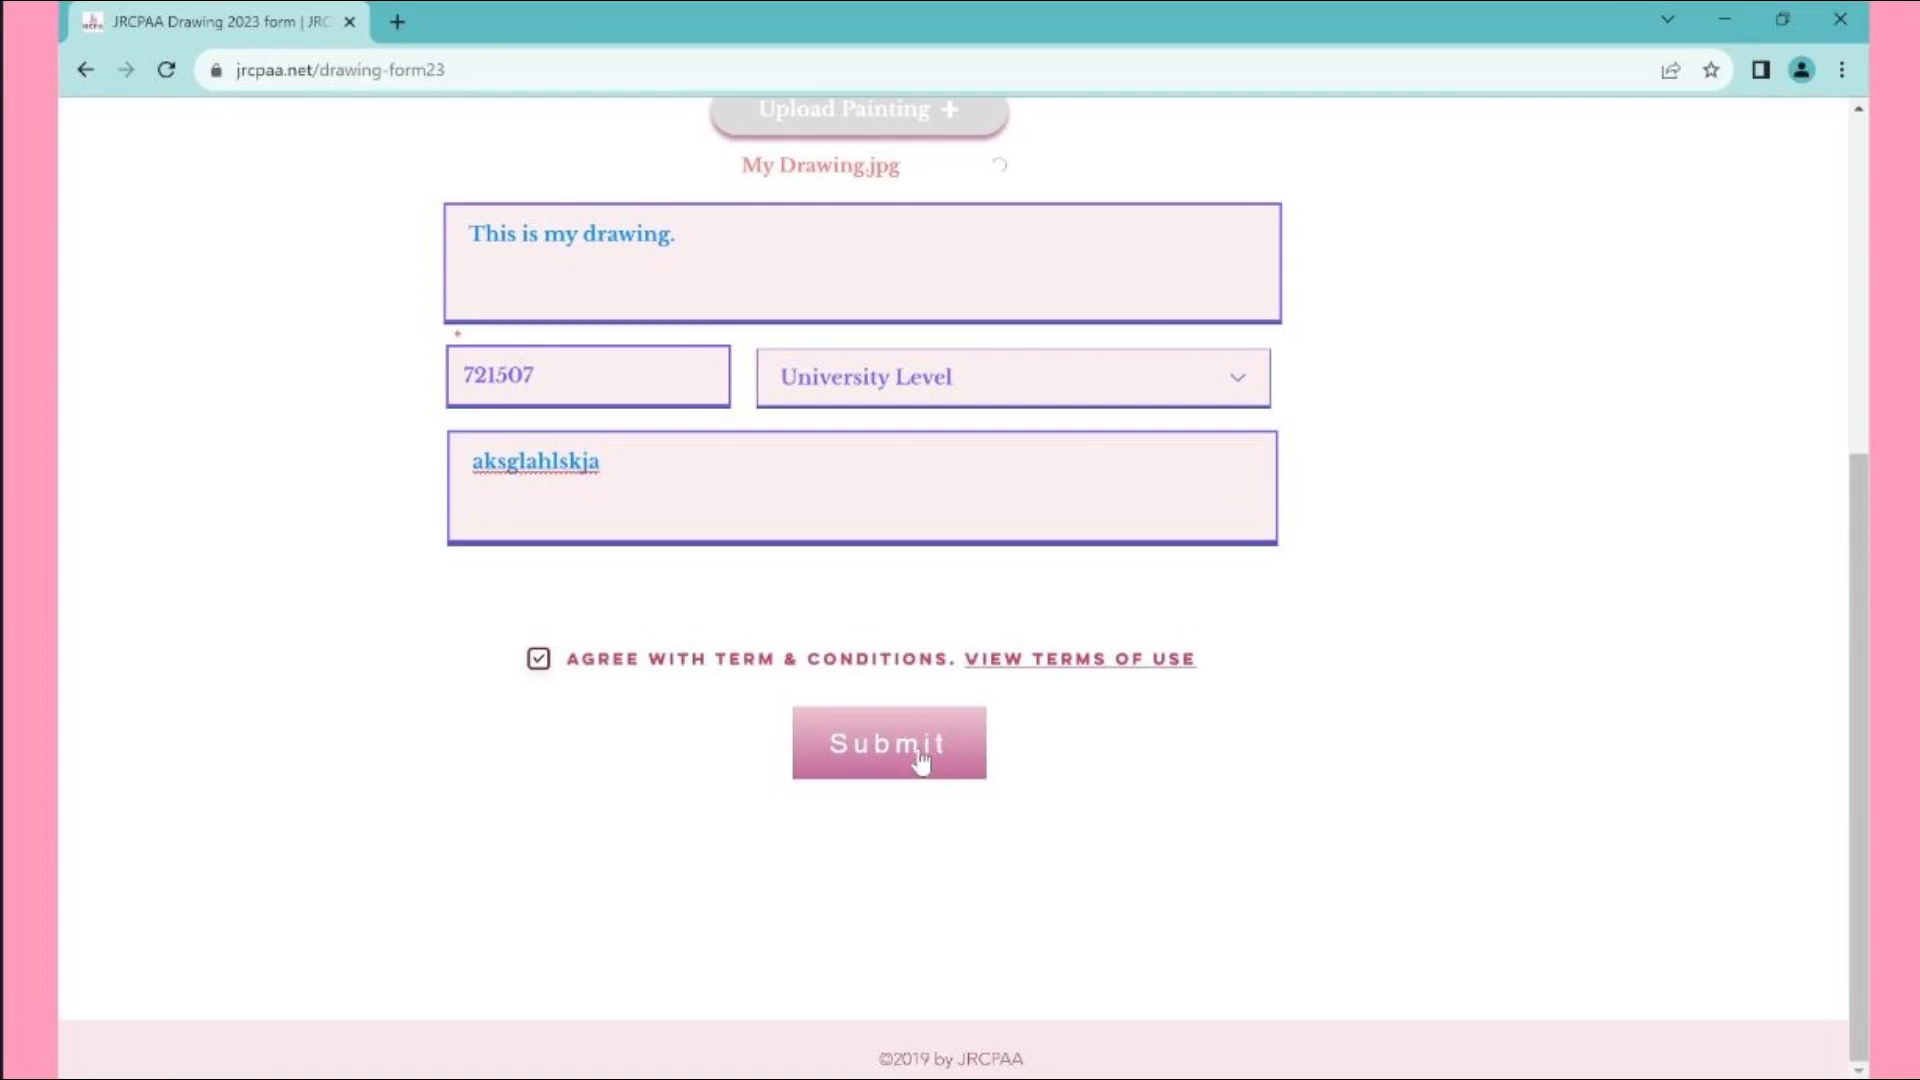 JRCPAA Drawing 2023 form | JRC
jrcpaa.net/drawing-form23
Upload Painting +
My Drawing.jpg
This is my drawing.
*
721507
University Level
aksglahlskja
AGREE WITH TERM & CONDITIONS. VIEW TERMS OF USE
Submit
©2019 by JRCPAA